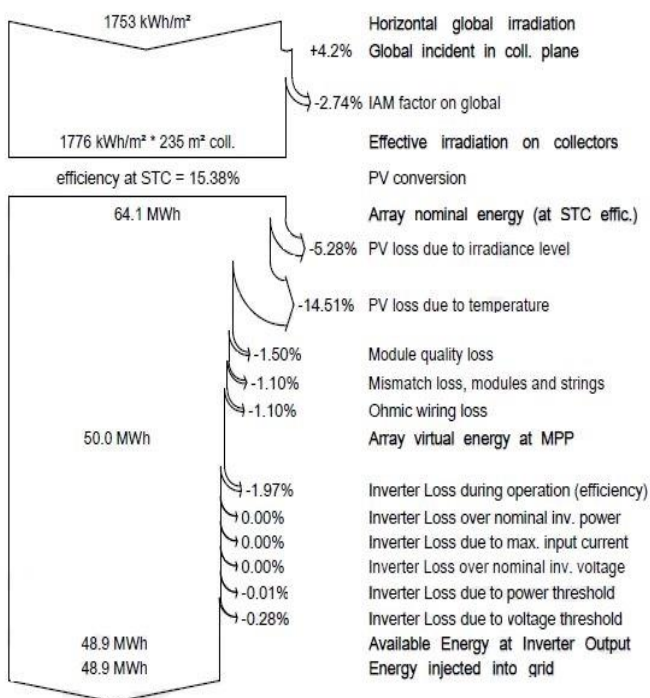 1753 kWh/m² Horizontal global irradiation
+4.2% Global incident in coll. plane
-2.74% IAM factor on global
1776 kWh/m² * 235 m² coll. Effective irradiation on collectors
efficiency at STC = 15.38% PV conversion
64.1 MWh Array nominal energy (at STC effic.)
-5.28% PV loss due to irradiance level
-14.51% PV loss due to temperature
-1.50% Module quality loss
-1.10% Mismatch loss, modules and strings
-1.10% Ohmic wiring loss
50.0 MWh Array virtual energy at MPP
-1.97% Inverter Loss during operation (efficiency)
0.00% Inverter Loss over nominal inv. power
0.00% Inverter Loss due to max. input current
0.00% Inverter Loss over nominal inv. voltage
-0.01% Inverter Loss due to power threshold
-0.28% Inverter Loss due to voltage threshold
48.9 MWh Available Energy at Inverter Output
48.9 MWh Energy injected into grid